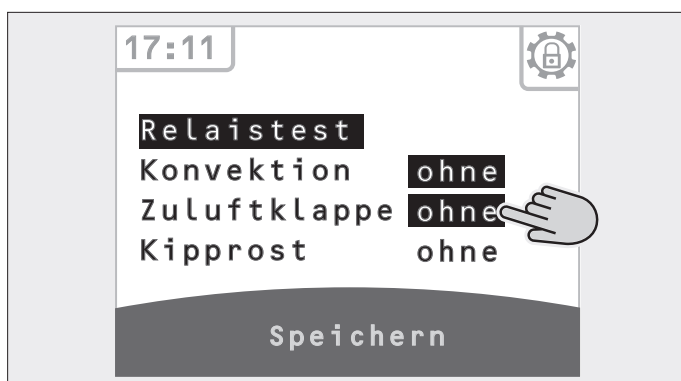 17:11
Relaistest
Konvektion ohne
Zuluftklappe ohne
Kipprost ohne
Speichern